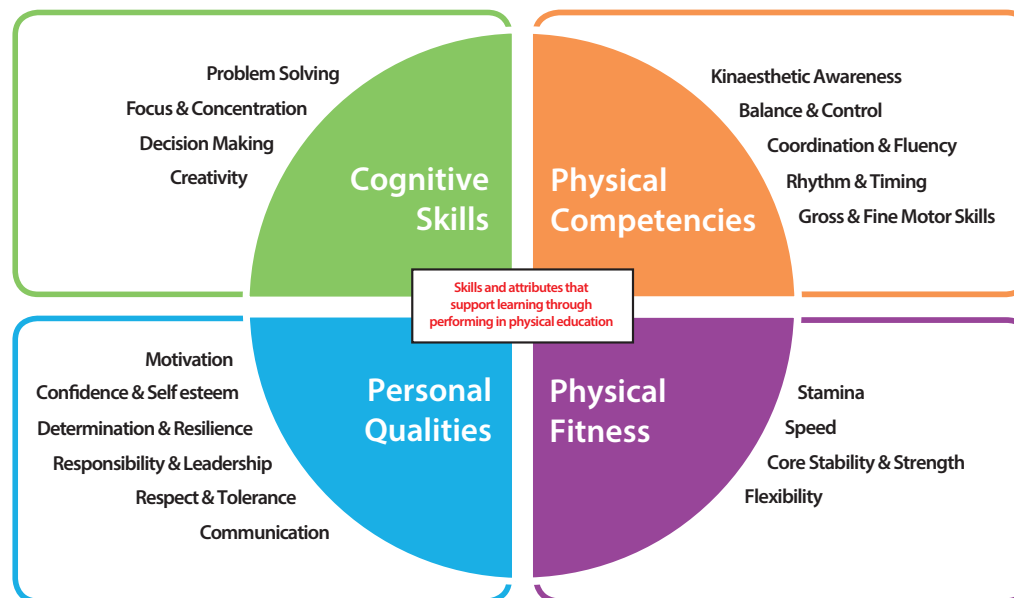 Problem Solving
Focus & Concentration
Decision Making
Creativity
Cognitive
Skills
Kinaesthetic Awareness
Balance & Control
Coordination & Fluency
Rhythm & Timing
Gross & Fine Motor Skills
Physical
Competencies
Skills and attributes that
support learning through
performing in physical education
Motivation
Confidence & Self esteem
Determination & Resilience
Responsibility & Leadership
Respect & Tolerance
Communication
Personal
Qualities
Physical
Fitness
Stamina
Speed
Core Stability & Strength
Flexibility